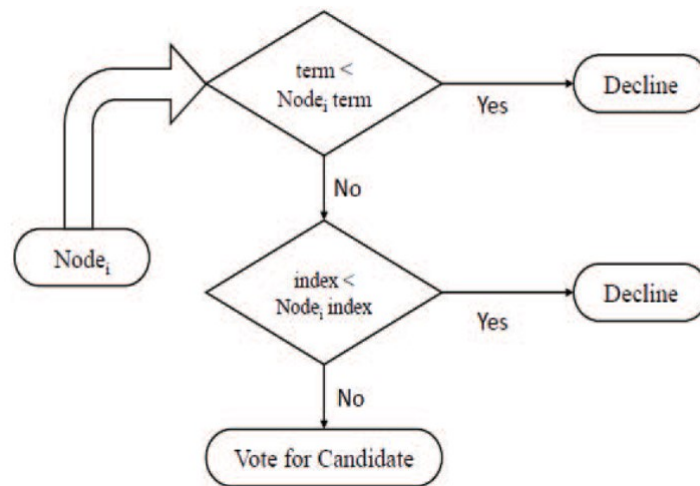 term <
Nodeᵢ term
Decline
Yes
No
Nodeᵢ
index <
Nodeᵢ index
Decline
Yes
No
Vote for Candidate